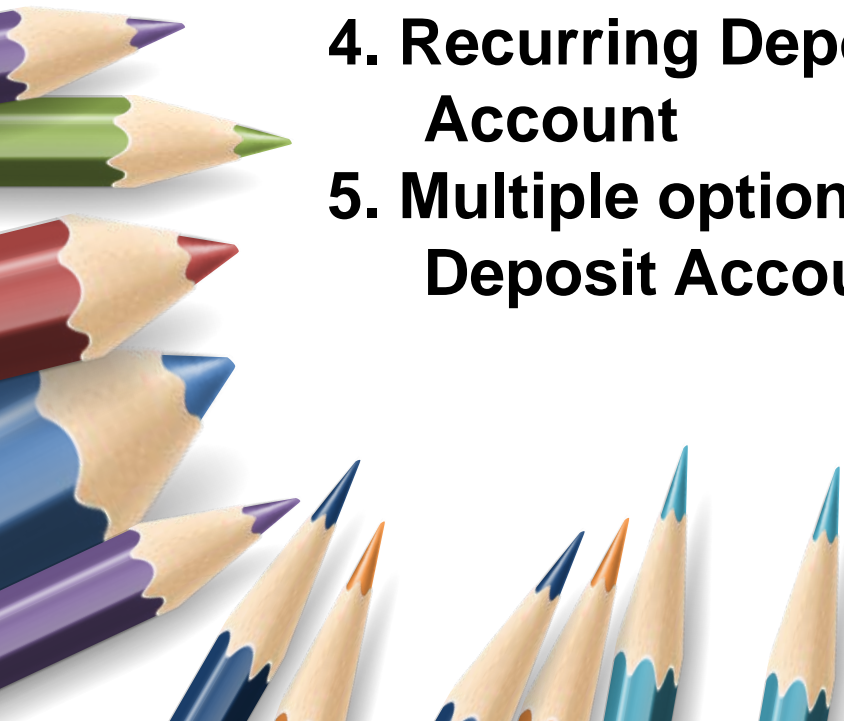 4. Recurring Depo
Account
5. Multiple option
Deposit Accou